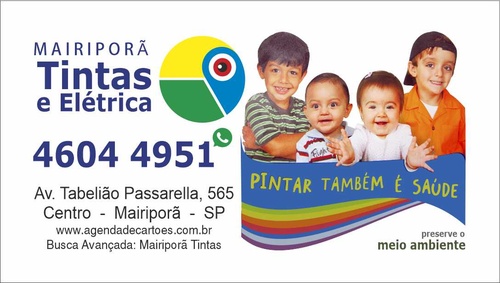 MAIRIPORÃ
Tintas
e Elétrica
4604 4951
Av. Tabelião Passarella, 565
Centro - Mairiporã - SP
www.agendadecartoes.com.br
Busca Avançada: Mairiporã Tintas
PINTAR TAMBÉM É SAÚDE
preserve o
meio ambiente